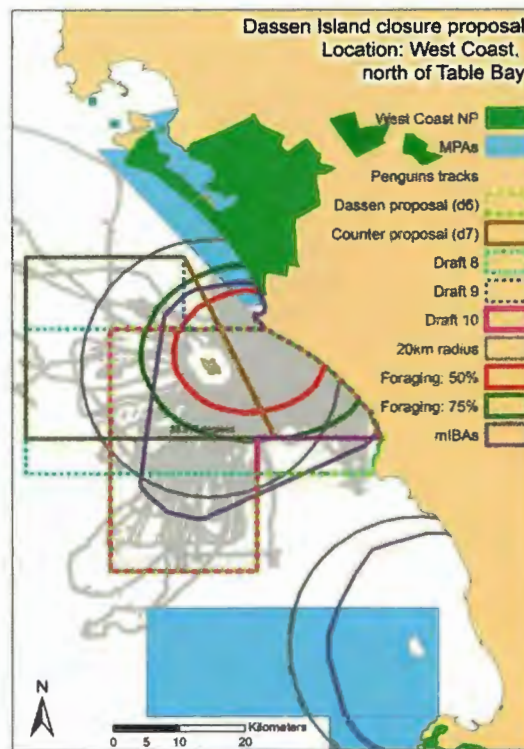 Dassen Island closure proposal
Location: West Coast,
north of Table Bay
West Coast NP
MPAs
Penguins tracks
Dassen proposal (d6)
Counter proposal (d7)
Draft 8
Draft 9
Draft 10
20km radius
Foraging: 50%
Foraging: 75%
mIBAs
N
Kilometers
0 5 10 20